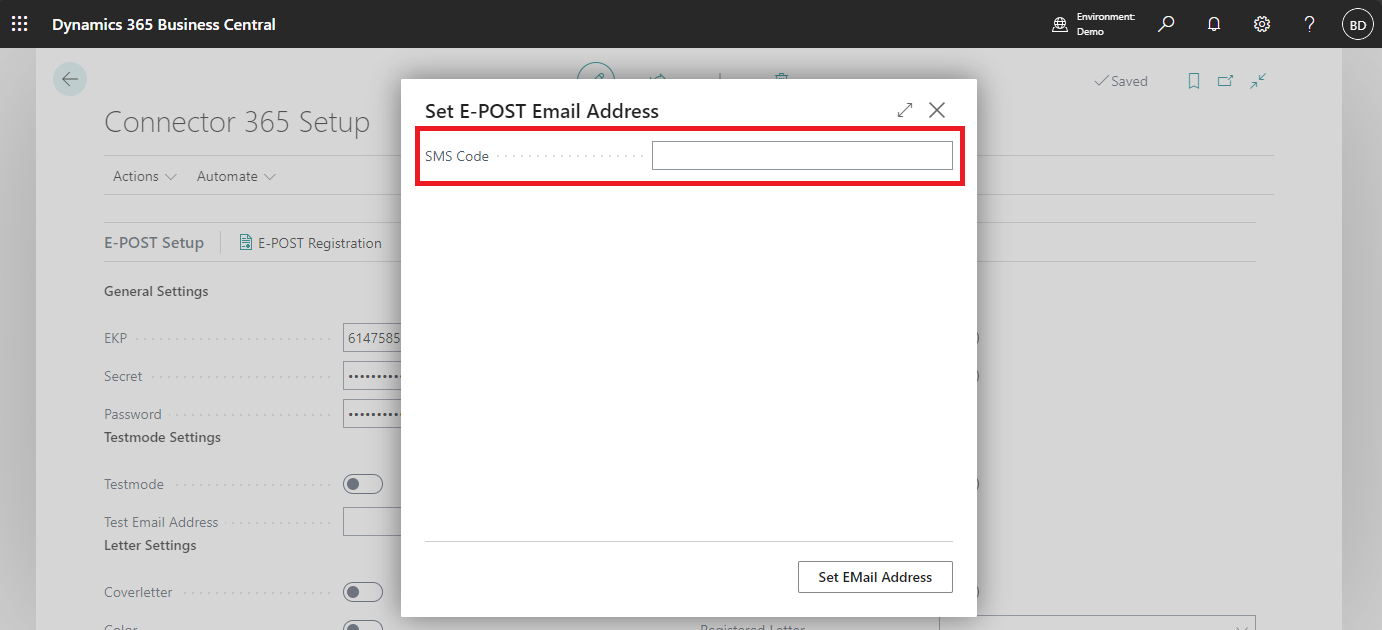 Dynamics 365 Business Central
Environment:
Demo
?
BD
Saved
Set E-POST Email Address
Connector 365 Setup
SMS Code
Actions
Automate
E-POST Setup
E-POST Registration
General Settings
EKP
6147585
Secret
Password
Testmode Settings
Testmode
Test Email Address
Letter Settings
Set EMail Address
Coverletter
Color
Registered Letter